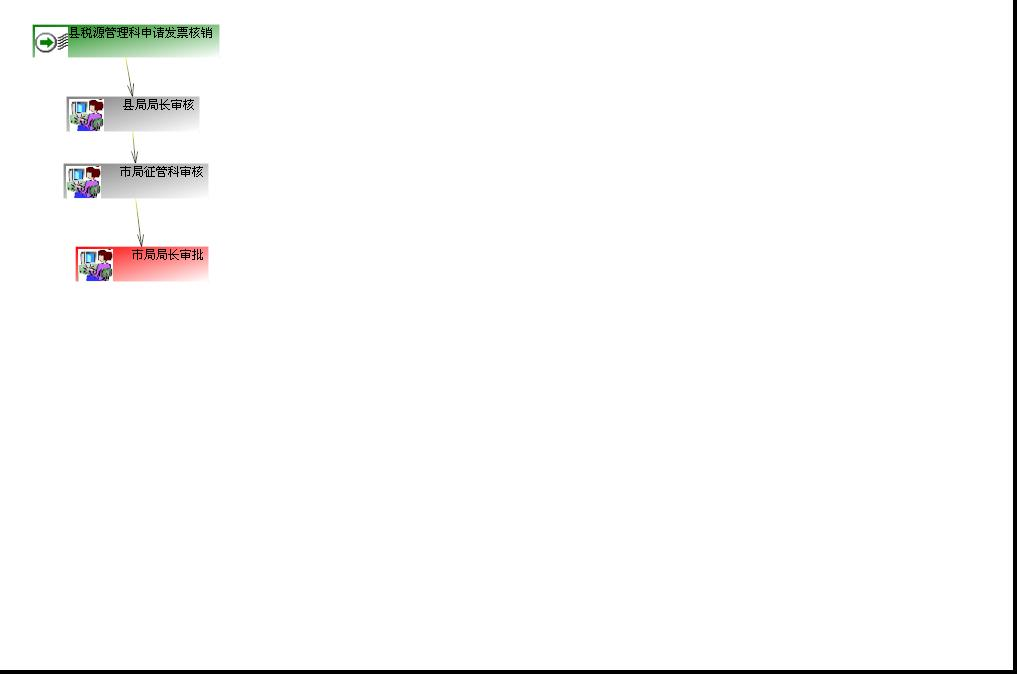 县税源管理科申请发票核销
县局局长审核
市局征管科审核
市局局长审批